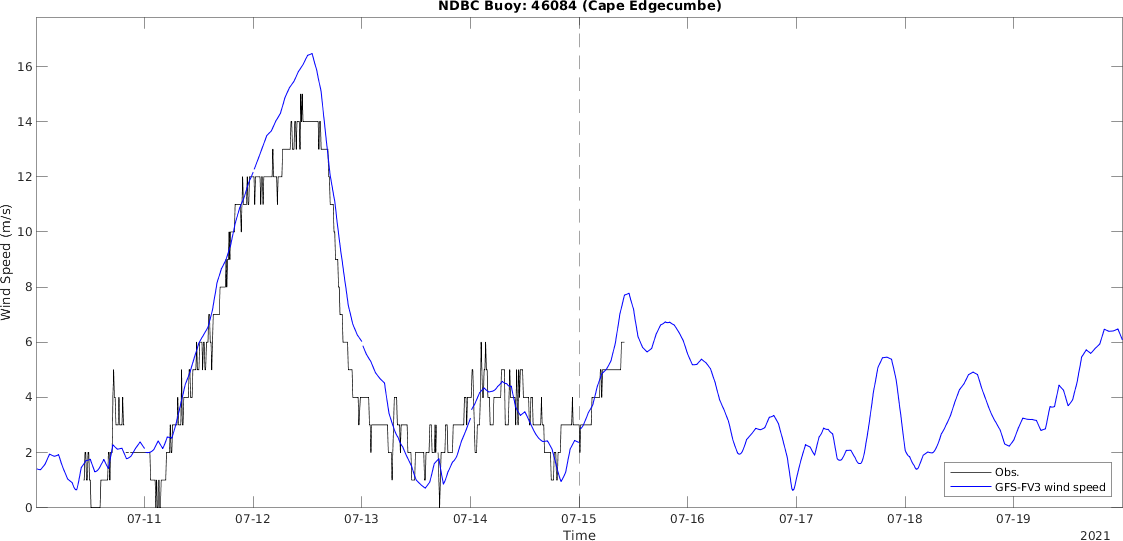 NDBC Buoy: 46084 (Cape Edgecumbe)
Wind Speed (m/s)
16
14
12
10
8
6
4
2
0
Obs.
GFS-FV3 wind speed
07-11 07-12 07-13 07-14 07-15 07-16 07-17 07-18 07-19
Time
2021